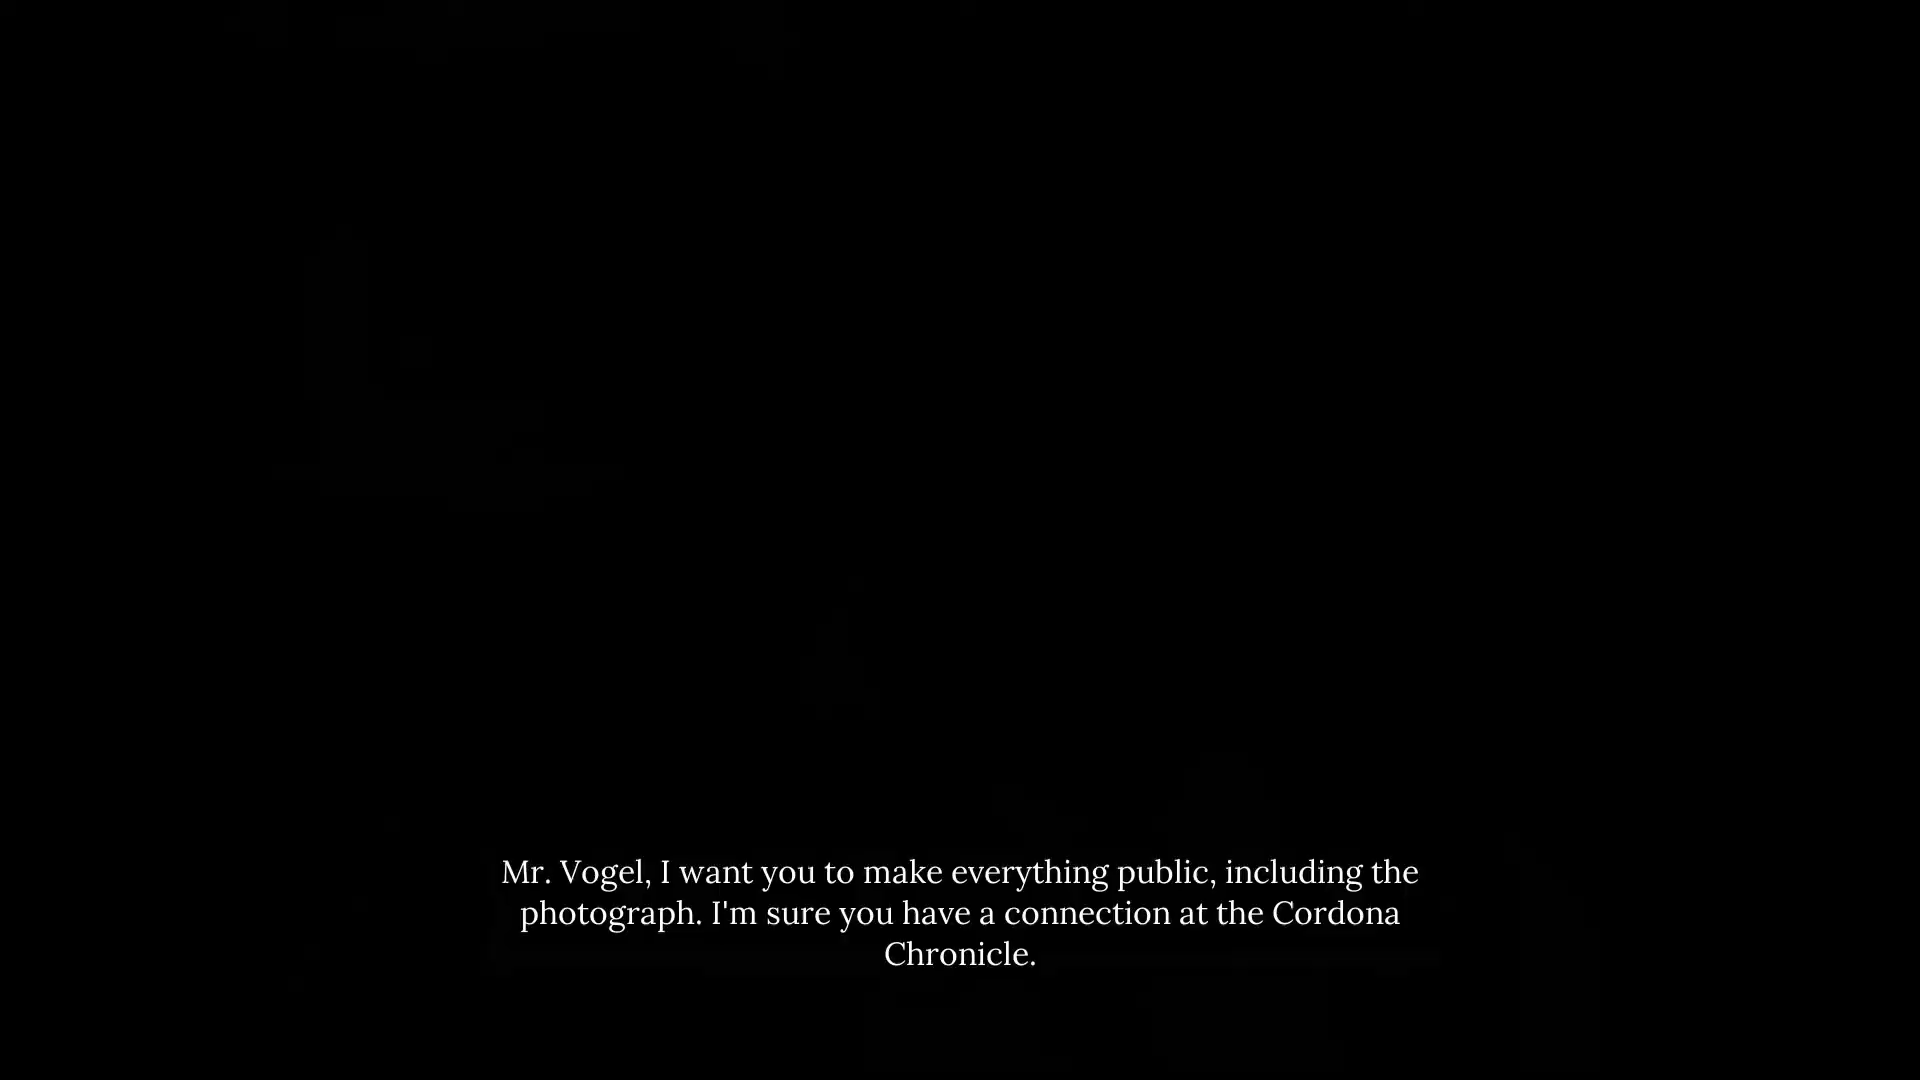 Mr. Vogel, I want you to make everything public, including the
photograph. I'm sure you have a connection at the Cordona
Chronicle.